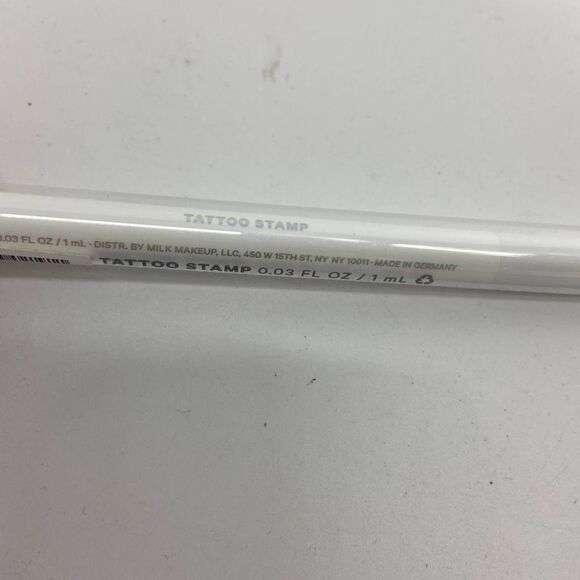 TATTOO STAMP
0.03 FL OZ / 1 mL · DISTR. BY MILK MAKEUP, LLC, 450 W 15TH ST, NY NY 10011 · MADE IN GERMANY
TATTOO STAMP 0.03 FL OZ / 1 mL